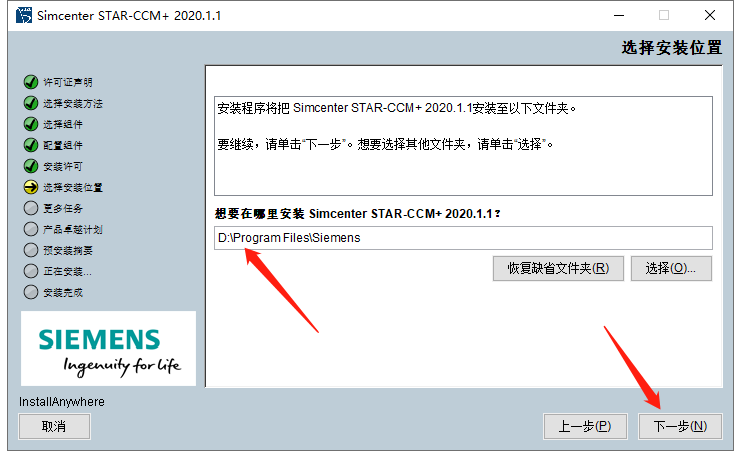 Simcenter STAR-CCM+ 2020.1.1
选择安装位置
许可证声明
选择安装方法
选择组件
配置组件
安装许可
选择安装位置
更多任务
产品卓越计划
预安装摘要
正在安装...
安装完成
安装程序将把 Simcenter STAR-CCM+ 2020.1.1安装至以下文件夹。
要继续，请单击“下一步”。想要选择其他文件夹，请单击“选择”。
想要在哪里安装 Simcenter STAR-CCM+ 2020.1.1？
D:\Program Files\Siemens
恢复缺省文件夹(R)
选择(O)...
SIEMENS
Ingenuity for life
InstallAnywhere
取消
上一步(P)
下一步(N)